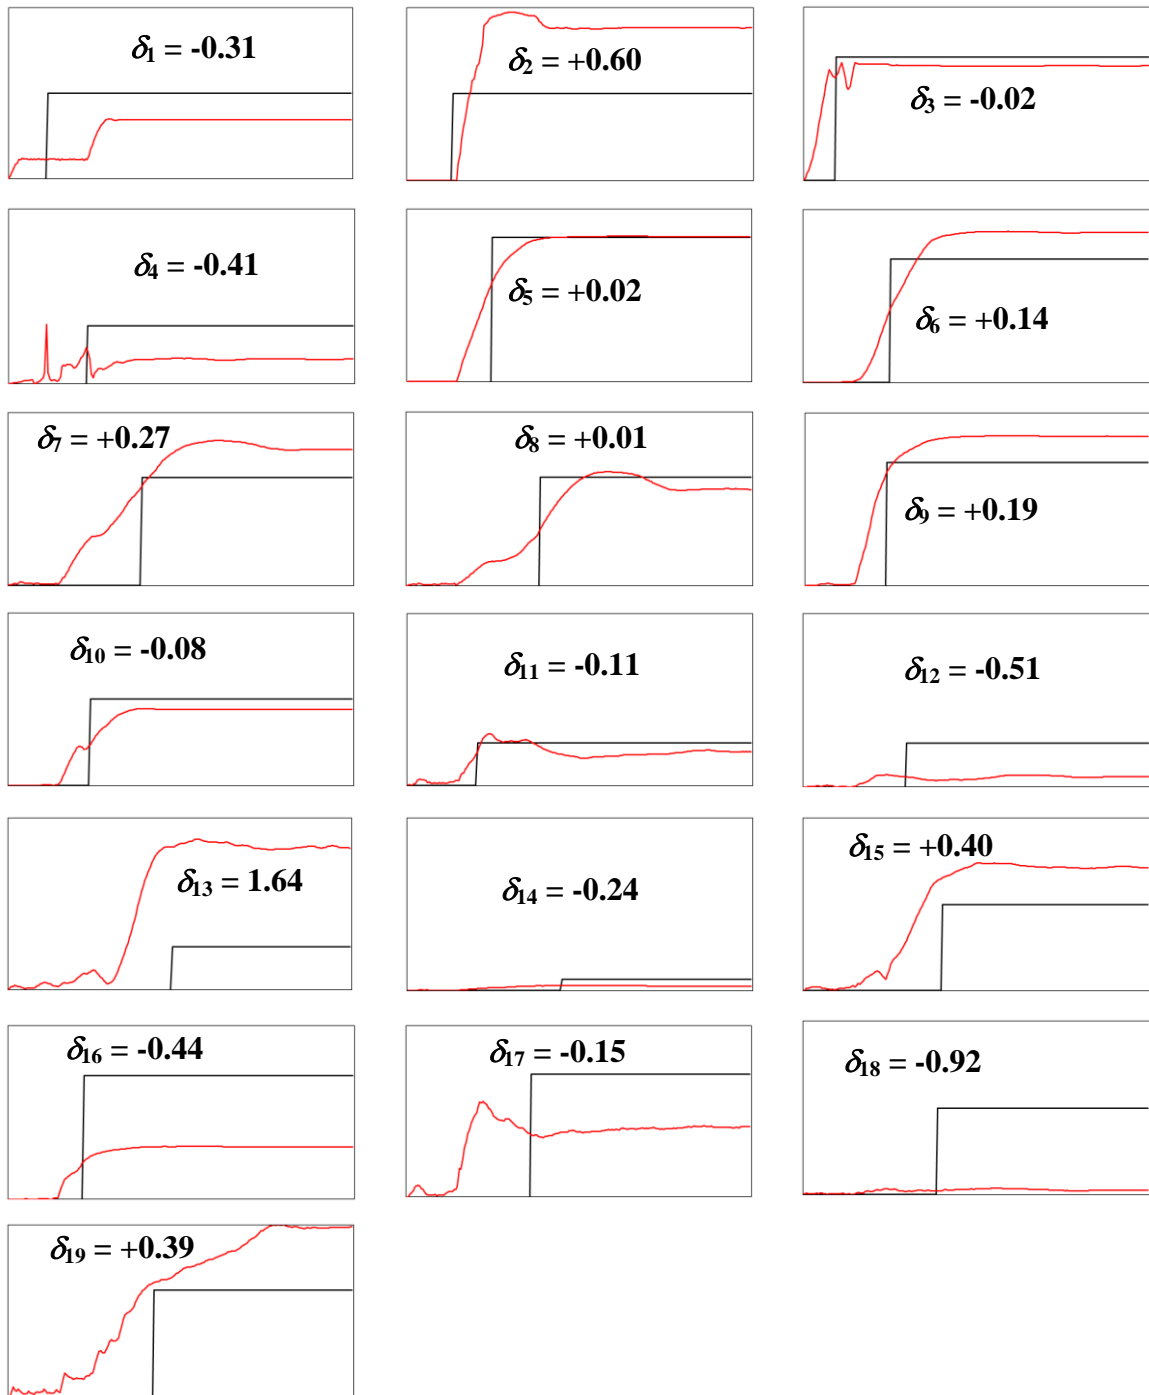 δ1 = -0.31
δ2 = +0.60
δ3 = -0.02
δ4 = -0.41
δ5 = +0.02
δ6 = +0.14
δ7 = +0.27
δ8 = +0.01
δ9 = +0.19
δ10 = -0.08
δ11 = -0.11
δ12 = -0.51
δ13 = 1.64
δ14 = -0.24
δ15 = +0.40
δ16 = -0.44
δ17 = -0.15
δ18 = -0.92
δ19 = +0.39